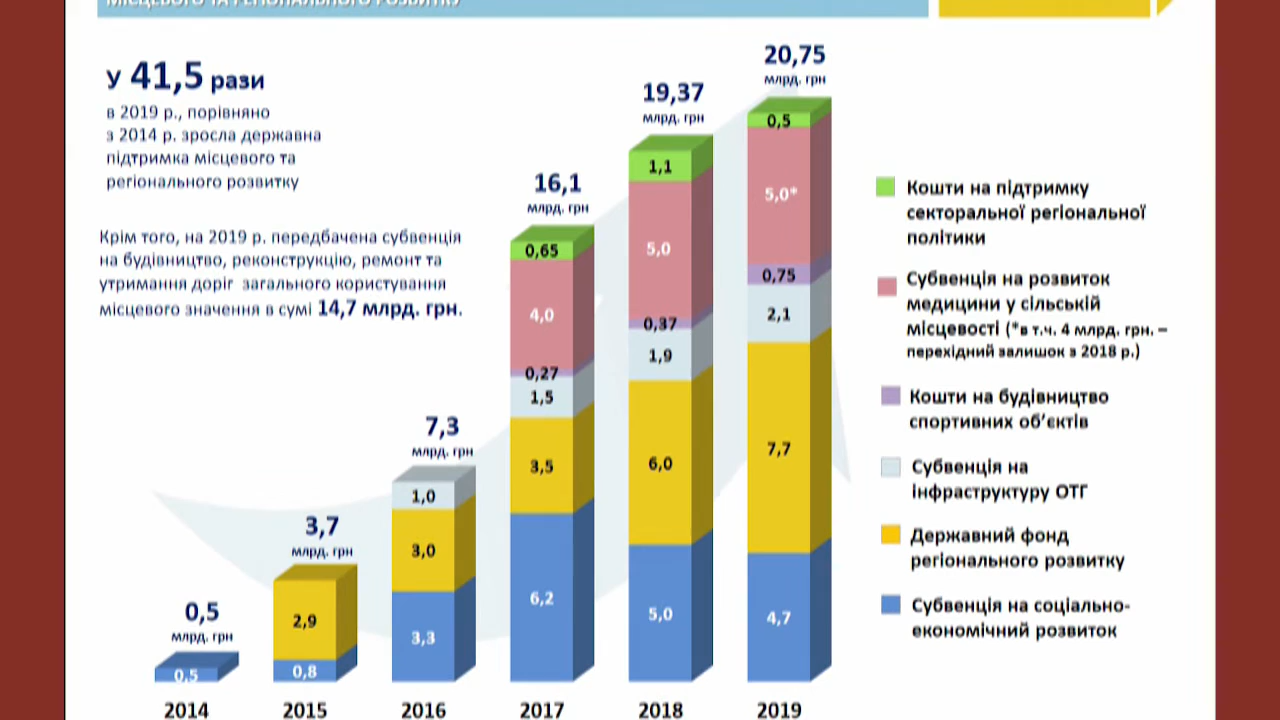 МІСЦЕВОГО ТА РЕГІОНАЛЬНОГО РОЗВИТКУ
У 41,5 рази
в 2019 р., порівняно
з 2014 р. зросла державна
підтримка місцевого та
регіонального розвитку
Крім того, на 2019 р. передбачена субвенція
на будівництво, реконструкцію, ремонт та
утримання доріг загального користування
місцевого значення в сумі 14,7 млрд. грн.
0,5
млрд. грн
0,5
2014
3,7
млрд. грн
2,9
0,8
2015
7,3
млрд. грн
1,0
3,0
3,3
2016
16,1
млрд. грн
0,65
4,0
0,27
1,5
3,5
6,2
2017
19,37
млрд. грн
1,1
5,0
0,37
1,9
6,0
5,0
2018
20,75
млрд. грн
0,5
5,0*
0,75
2,1
7,7
4,7
2019
Кошти на підтримку
секторальної регіональної
політики
Субвенція на розвиток
медицини у сільській
місцевості (*в т.ч. 4 млрд. грн. –
перехідний залишок з 2018 р.)
Кошти на будівництво
спортивних об’єктів
Субвенція на
інфраструктуру ОТГ
Державний фонд
регіонального розвитку
Субвенція на соціально-
економічний розвиток